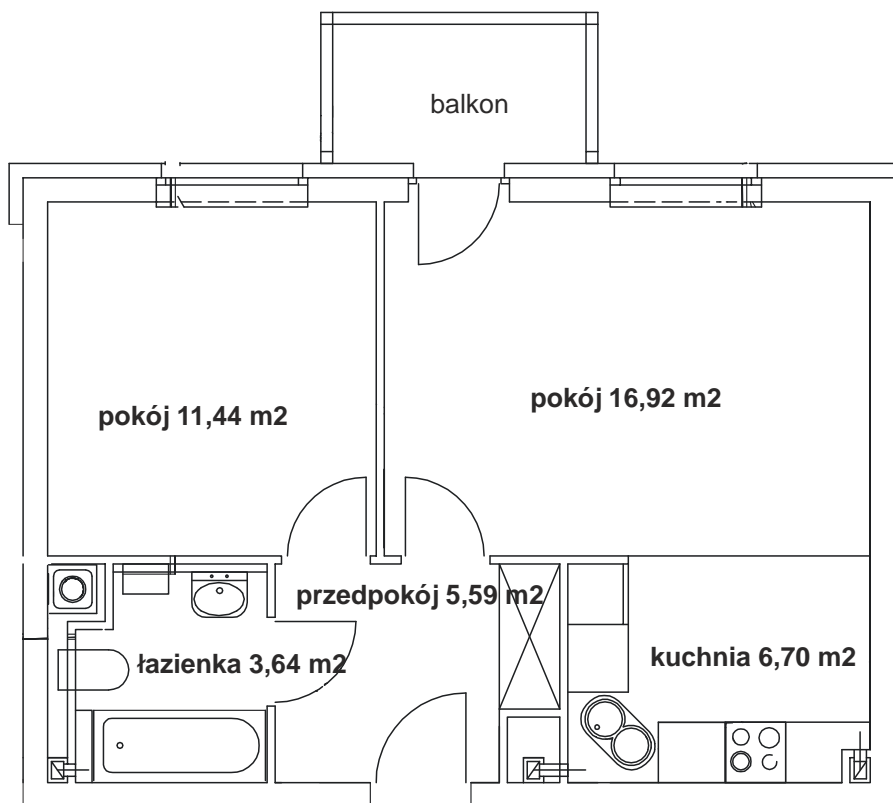 balkon
pokój 11,44 m2
pokój 16,92 m2
przedpokój 5,59 m2
łazienka 3,64 m2
kuchnia 6,70 m2